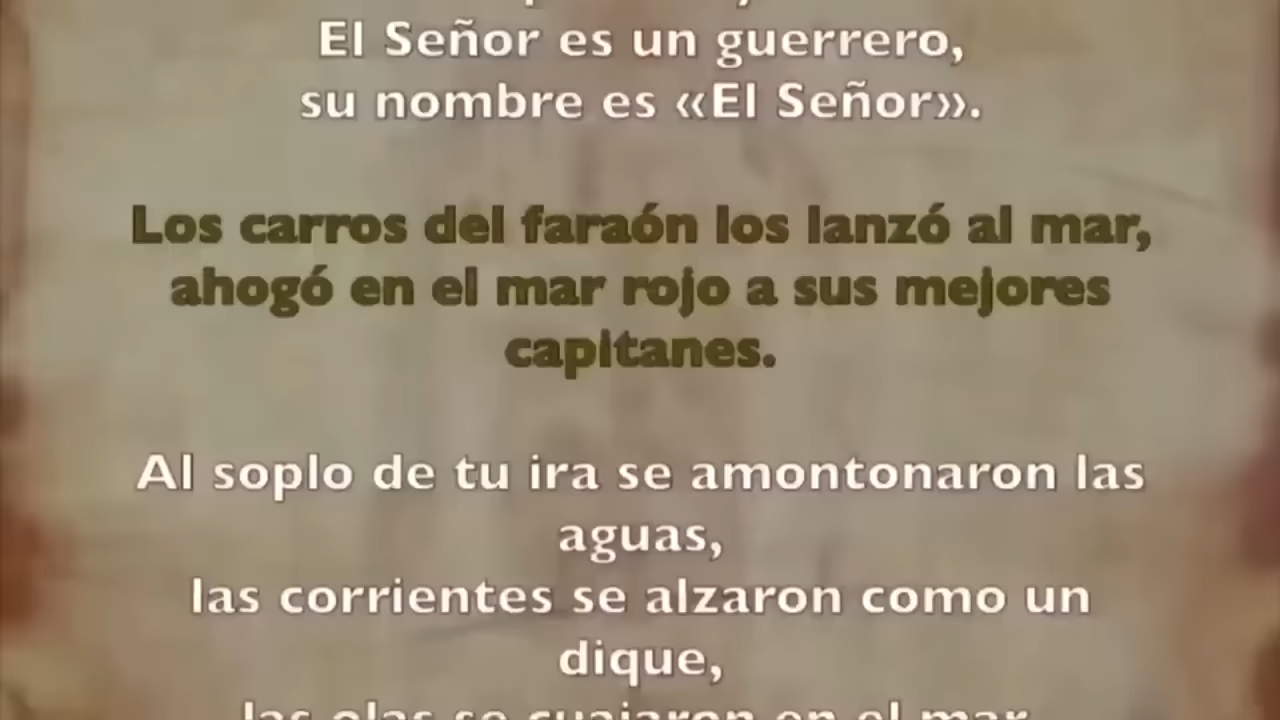 El Señor es un guerrero,
su nombre es «El Señor».
Los carros del faraón los lanzó al mar,
ahogó en el mar rojo a sus mejores
capitanes.
Al soplo de tu ira se amontonaron las
aguas,
las corrientes se alzaron como un
dique,
las olas se cuajaron en el mar.